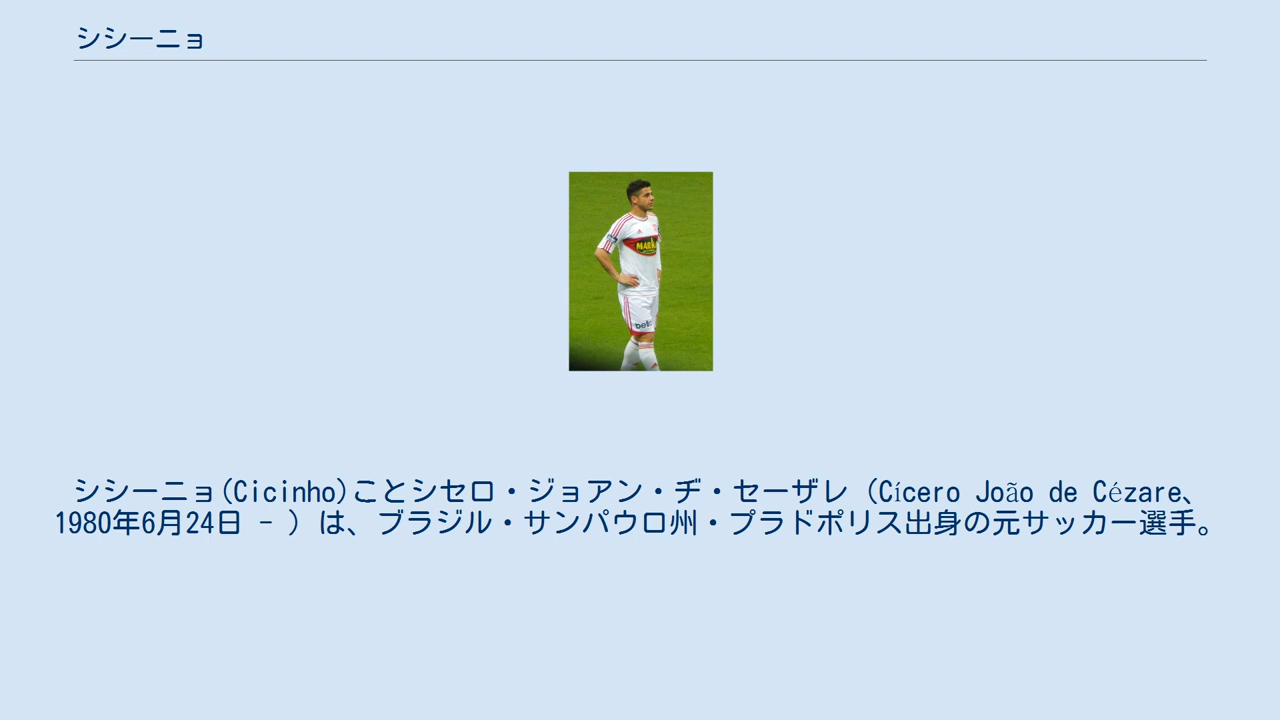 シシーニョ
シシーニョ(Cicinho)ことシセロ・ジョアン・ヂ・セーザレ（Cícero João de Cézare、
1980年6月24日 - ）は、ブラジル・サンパウロ州・プラドポリス出身の元サッカー選手。